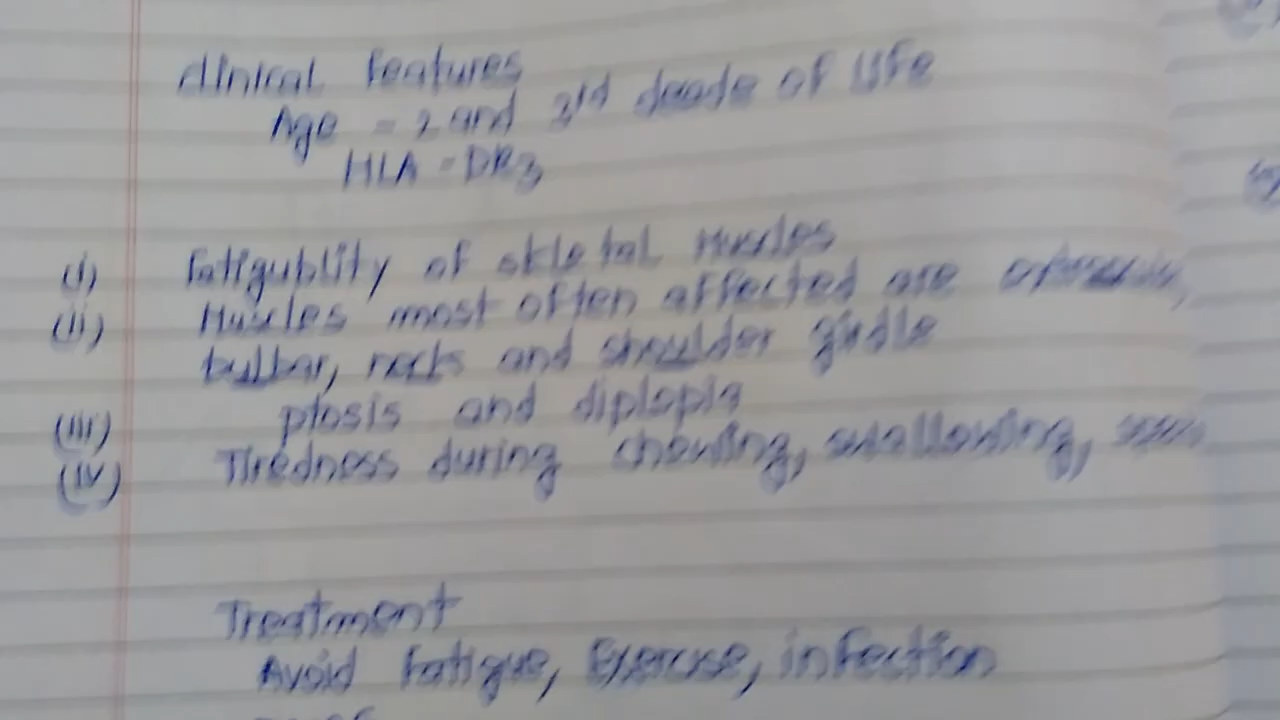 Clinical Features
Age = 2 and 3rd decade of life
HLA - DR3
(i) Fatigublity of skletal Muscles
(ii) Muscles most often affected are
bulbar, necks and shoulder girdle
(iii) ptosis and diplopia
(iv) Tiredness during chewing, swallowing,
Treatment
Avoid fatigue, Exercise, infection